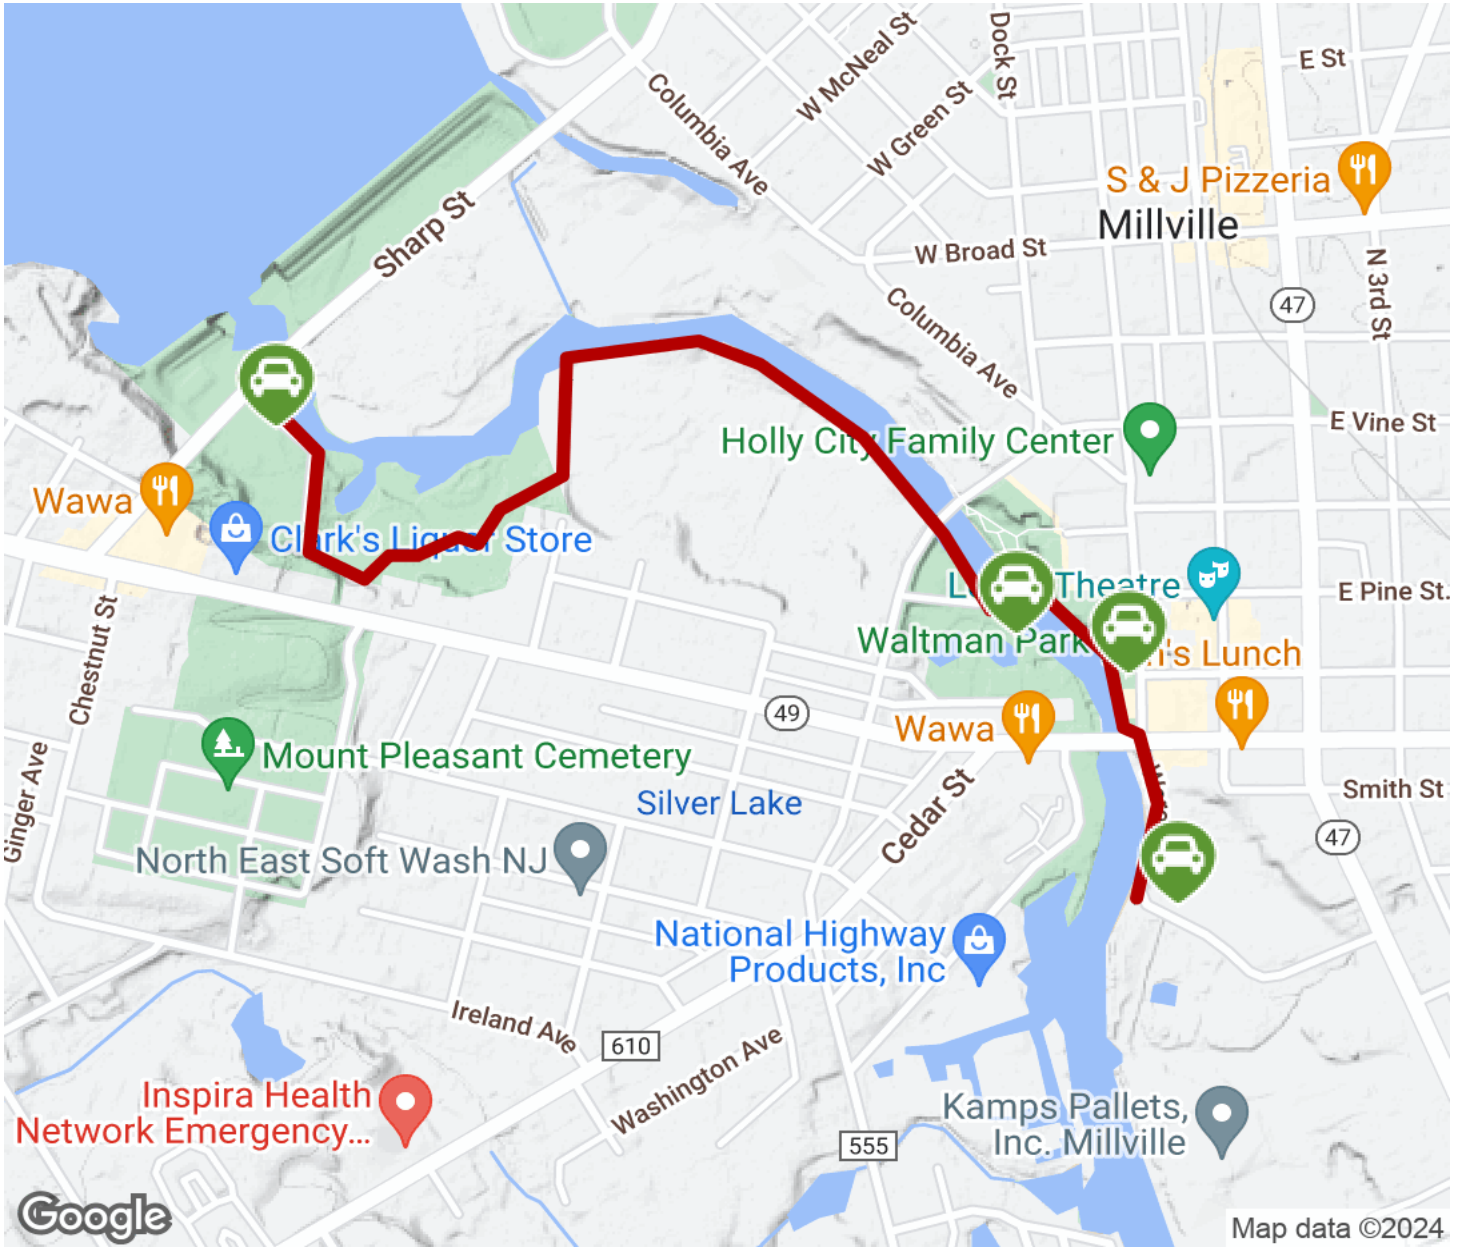 Dock St
W McNeal St
E St
Columbia Ave
W Green St
S & J Pizzeria
Millville
Sharp St
W Broad St
N 3rd St
47
Columbia Ave
E Vine St
Holly City Family Center
Wawa
Clark's Liquor Store
Theatre
E Pine St.
Waltman Park
Lunch
Chestnut St
49
Wawa
Mount Pleasant Cemetery
Silver Lake
Cedar St
Smith St
Ginger Ave
47
North East Soft Wash NJ
National Highway
Products, Inc
Ireland Ave
610
Washington Ave
Inspira Health
Network Emergency...
Kamps Pallets,
Inc. Millville
555
Google
Map data ©2024